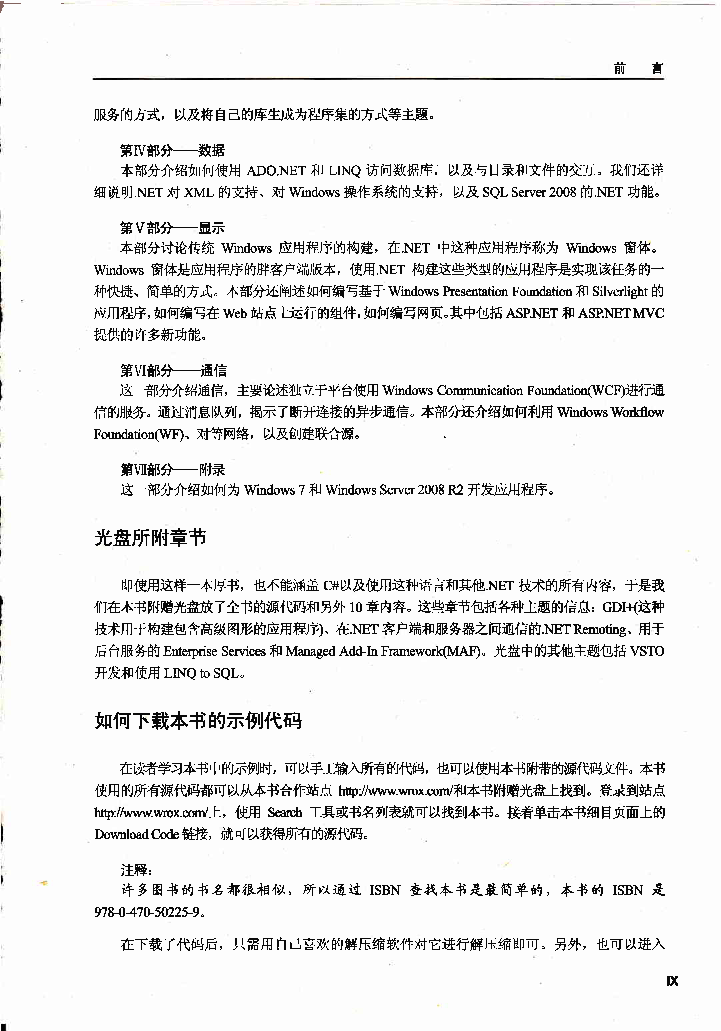 前 言
服务的方式，以及将自己的库生成为程序集的方式等主题。
第Ⅳ部分——数据
本部分介绍如何使用 ADO.NET 和 LINQ 访问数据库，以及与目录和文件的交互。我们还详
细说明.NET 对 XML 的支持、对 Windows 操作系统的支持，以及 SQL Server 2008 的.NET 功能。
第Ⅴ部分——显示
本部分讨论传统 Windows 应用程序的构建，在.NET 中这种应用程序称为 Windows 窗体。
Windows 窗体是应用程序的胖客户端版本，使用.NET 构建这些类型的应用程序是实现该任务的一
种快捷、简单的方式。本部分还阐述如何编写基于 Windows Presentation Foundation 和 Silverlight 的
应用程序，如何编写在 Web 站点上运行的组件，如何编写网页。其中包括 ASP.NET 和 ASP.NET MVC
提供的许多新功能。
第Ⅵ部分——通信
这一部分介绍通信，主要论述独立于平台使用 Windows Communication Foundation(WCF)进行通
信的服务。通过消息队列，揭示了断开连接的异步通信。本部分还介绍如何利用 Windows Workflow
Foundation(WF)、对等网络，以及创建联合源。
第Ⅶ部分——附录
这一部分介绍如何为 Windows 7 和 Windows Server 2008 R2 开发应用程序。
光盘所附章节
即使用这样一本厚书，也不能涵盖 C#以及使用这种语言和其他.NET 技术的所有内容，于是我
们在本书附赠光盘放了全书的源代码和另外 10 章内容。这些章节包括各种主题的信息：GDI+(这种
技术用于构建包含高级图形的应用程序)、在.NET 客户端和服务器之间通信的.NET Remoting、用于
后台服务的 Enterprise Services 和 Managed Add-In Framework(MAF)。光盘中的其他主题包括 VSTO
开发和使用 LINQ to SQL。
如何下载本书的示例代码
在读者学习本书中的示例时，可以手工输入所有的代码，也可以使用本书附带的源代码文件。本书
使用的所有源代码都可以从本书合作站点 http://www.wrox.com/和本书附赠光盘上找到。登录到站点
http://www.wrox.com/上，使用 Search 工具或书名列表就可以找到本书。接着单击本书细目页面上的
Download Code 链接，就可以获得所有的源代码。
注释：
许多图书的书名都很相似，所以通过 ISBN 查找本书是最简单的，本书的 ISBN 是
978-0-470-50225-9。
在下载了代码后，只需用自己喜欢的解压缩软件对它进行解压缩即可。另外，也可以进入
IX